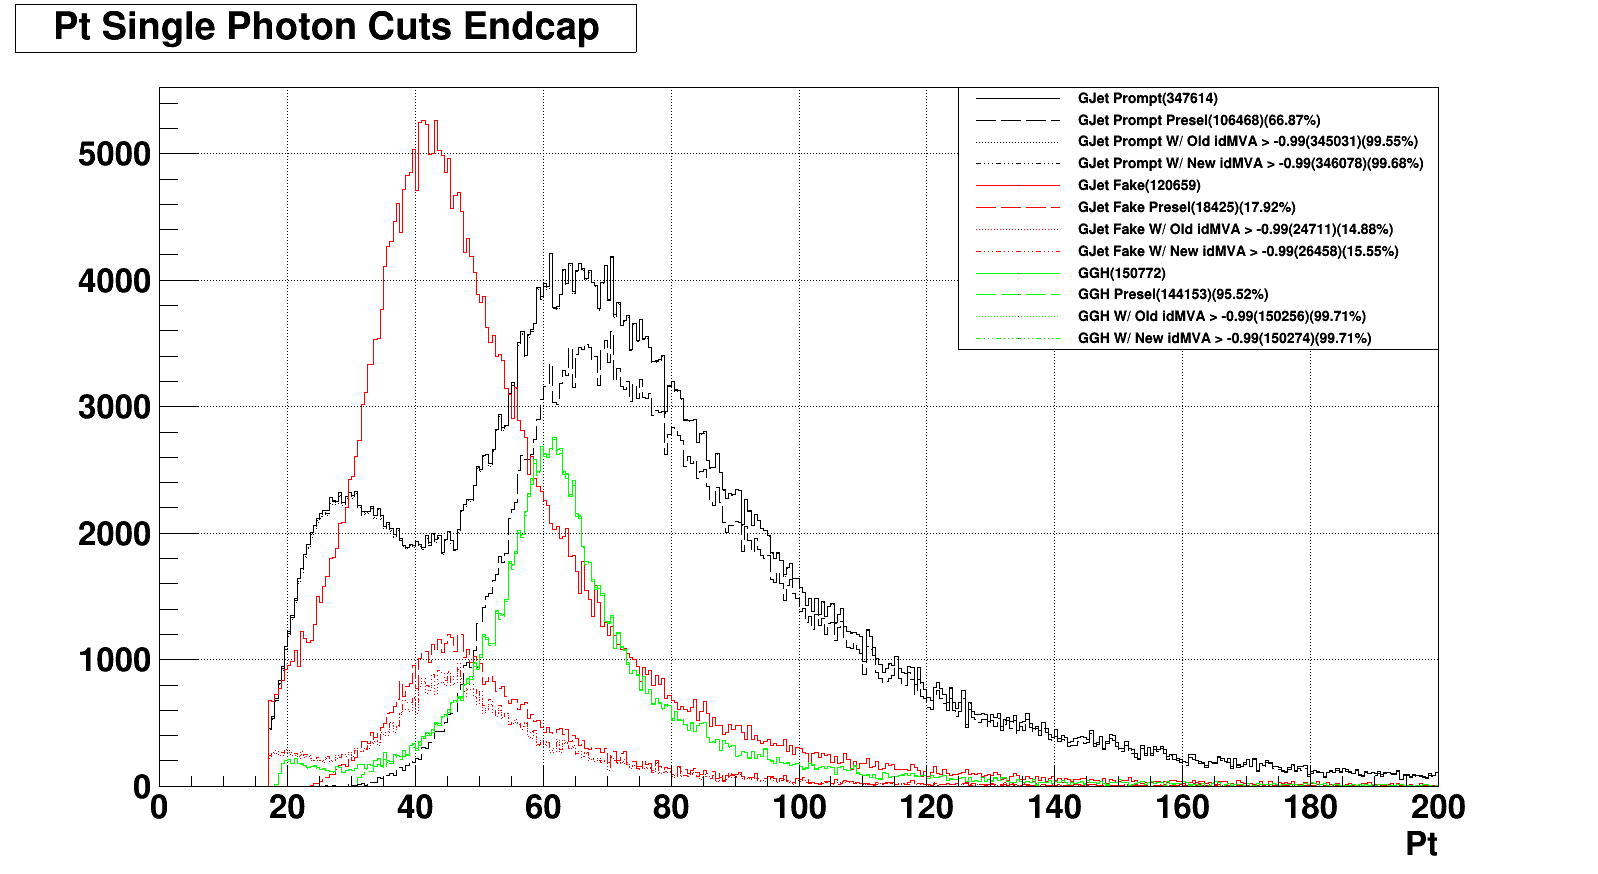 Pt Single Photon Cuts Endcap
GJet Prompt(347614)
GJet Prompt Presel(106468)(66.87%)
GJet Prompt W/ Old idMVA > -0.99(345031)(99.55%)
GJet Prompt W/ New idMVA > -0.99(346078)(99.68%)
GJet Fake(120659)
GJet Fake Presel(18425)(17.92%)
GJet Fake W/ Old idMVA > -0.99(24711)(14.88%)
GJet Fake W/ New idMVA > -0.99(26458)(15.55%)
GGH(150772)
GGH Presel(144153)(95.52%)
GGH W/ Old idMVA > -0.99(150256)(99.71%)
GGH W/ New idMVA > -0.99(150274)(99.71%)
5000
4000
3000
2000
1000
0
0 20 40 60 80 100 120 140 160 180 200
Pt